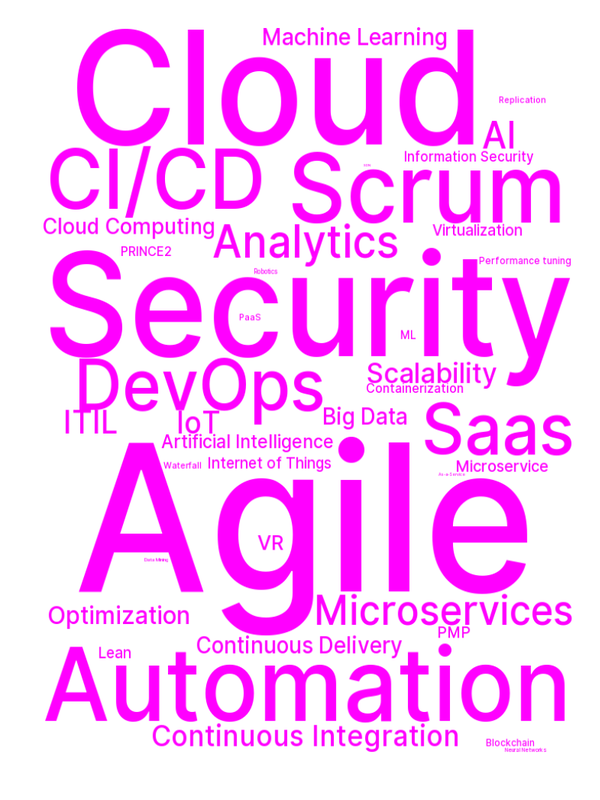 Machine Learning
Cloud
Replication
AI
CI/CD
Information Security
Scrum
Cloud Computing
Analytics
Virtualization
PRINCE2
Performance tuning
Security
Robotics
PaaS
ML
DevOps
Scalability
Containerization
ITIL
IoT
Big Data
Saas
Artificial Intelligence
Waterfall
Internet of Things
Microservice
Agile
VR
Data Mining
Optimization
Microservices
PMP
Continuous Delivery
Lean
Automation
Continuous Integration
Blockchain
Neural Networks